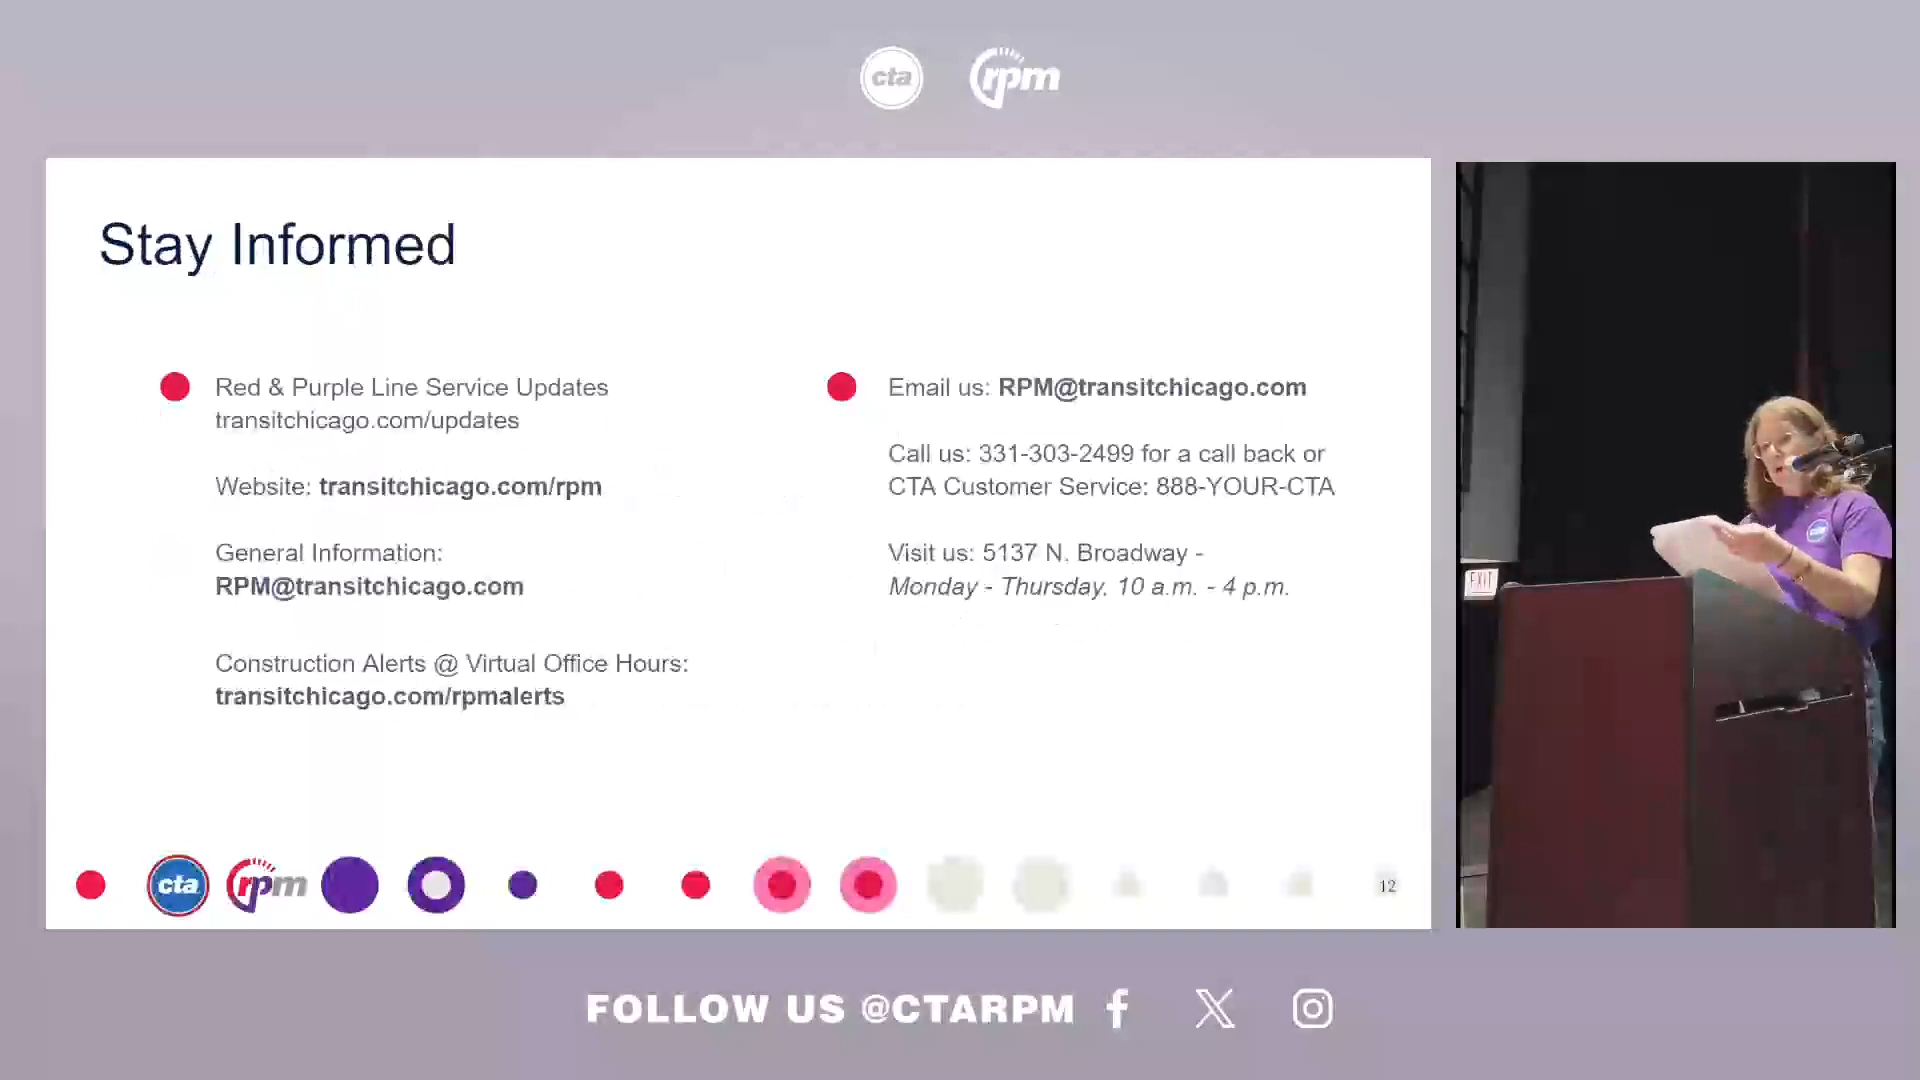 cta rpm
Stay Informed
Red & Purple Line Service Updates
transitchicago.com/updates
Website: transitchicago.com/rpm
General Information:
RPM@transitchicago.com
Construction Alerts @ Virtual Office Hours:
transitchicago.com/rpmalerts
Email us: RPM@transitchicago.com
Call us: 331-303-2499 for a call back or
CTA Customer Service: 888-YOUR-CTA
Visit us: 5137 N. Broadway -
Monday - Thursday, 10 a.m. - 4 p.m.
EXIT
cta rpm
12
FOLLOW US @CTARPM